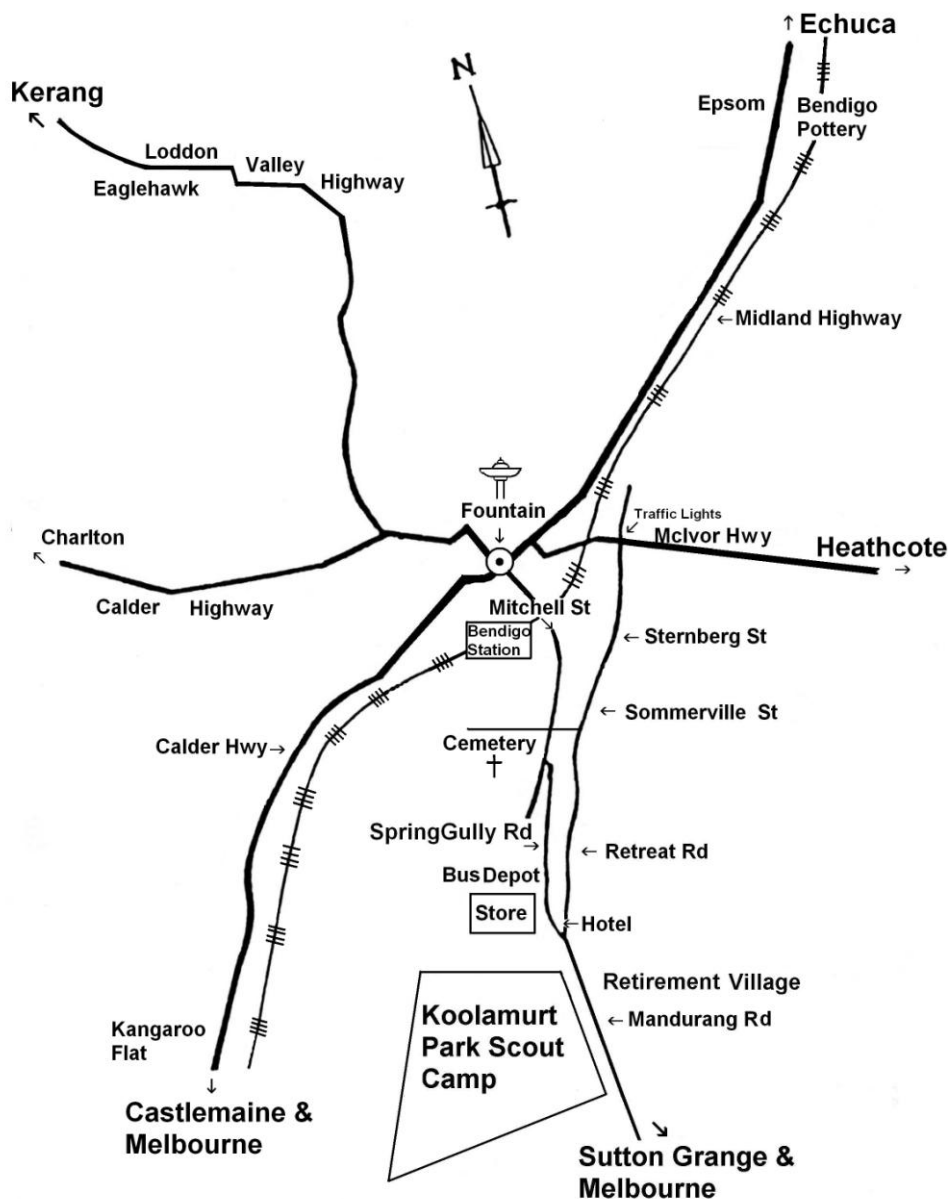 Echuca
N
Kerang
Epsom
Bendigo
Pottery
Loddon
Valley
Eaglehawk
Highway
Midland Highway
Fountain
Traffic Lights
McIvor Hwy
Charlton
Heathcote
Calder
Highway
Mitchell St
Bendigo
Station
Sternberg St
Sommerville St
Calder Hwy
Cemetery
SpringGully Rd
Retreat Rd
Bus Depot
Store
Hotel
Retirement Village
Koolamurt
Park Scout
Camp
Mandurang Rd
Kangaroo
Flat
Castlemaine &
Melbourne
Sutton Grange &
Melbourne